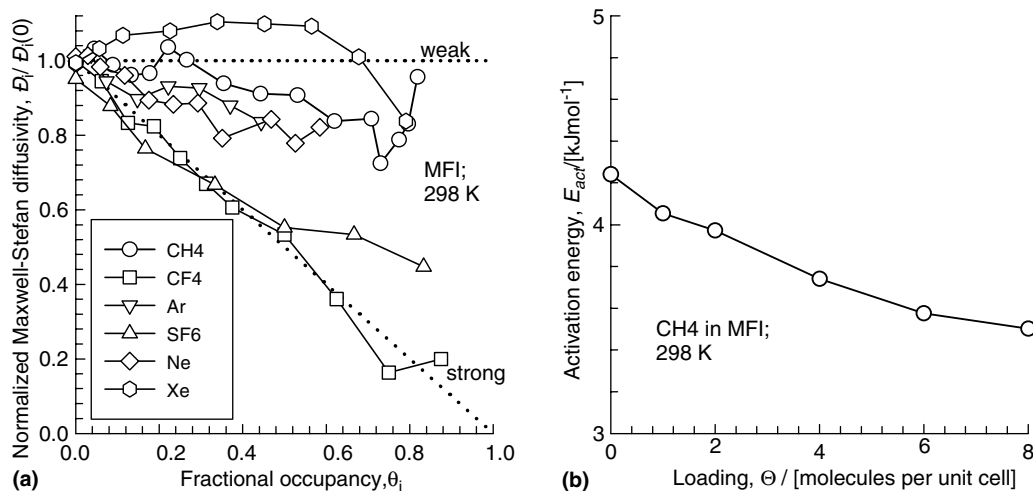 Normalized Maxwell-Stefan diffusivity, Đi/ Đi(0)
1.0
0.8
0.6
0.4
0.2
0.0
weak
MFI;
298 K
CH4
CF4
Ar
SF6
Ne
Xe
strong
0.0 0.2 0.4 0.6 0.8 1.0
(a) Fractional occupancy,θi
Activation energy, Eact/[kJmol-1]
5
4
3
CH4 in MFI;
298 K
0 2 4 6 8
(b) Loading, Θ / [molecules per unit cell]